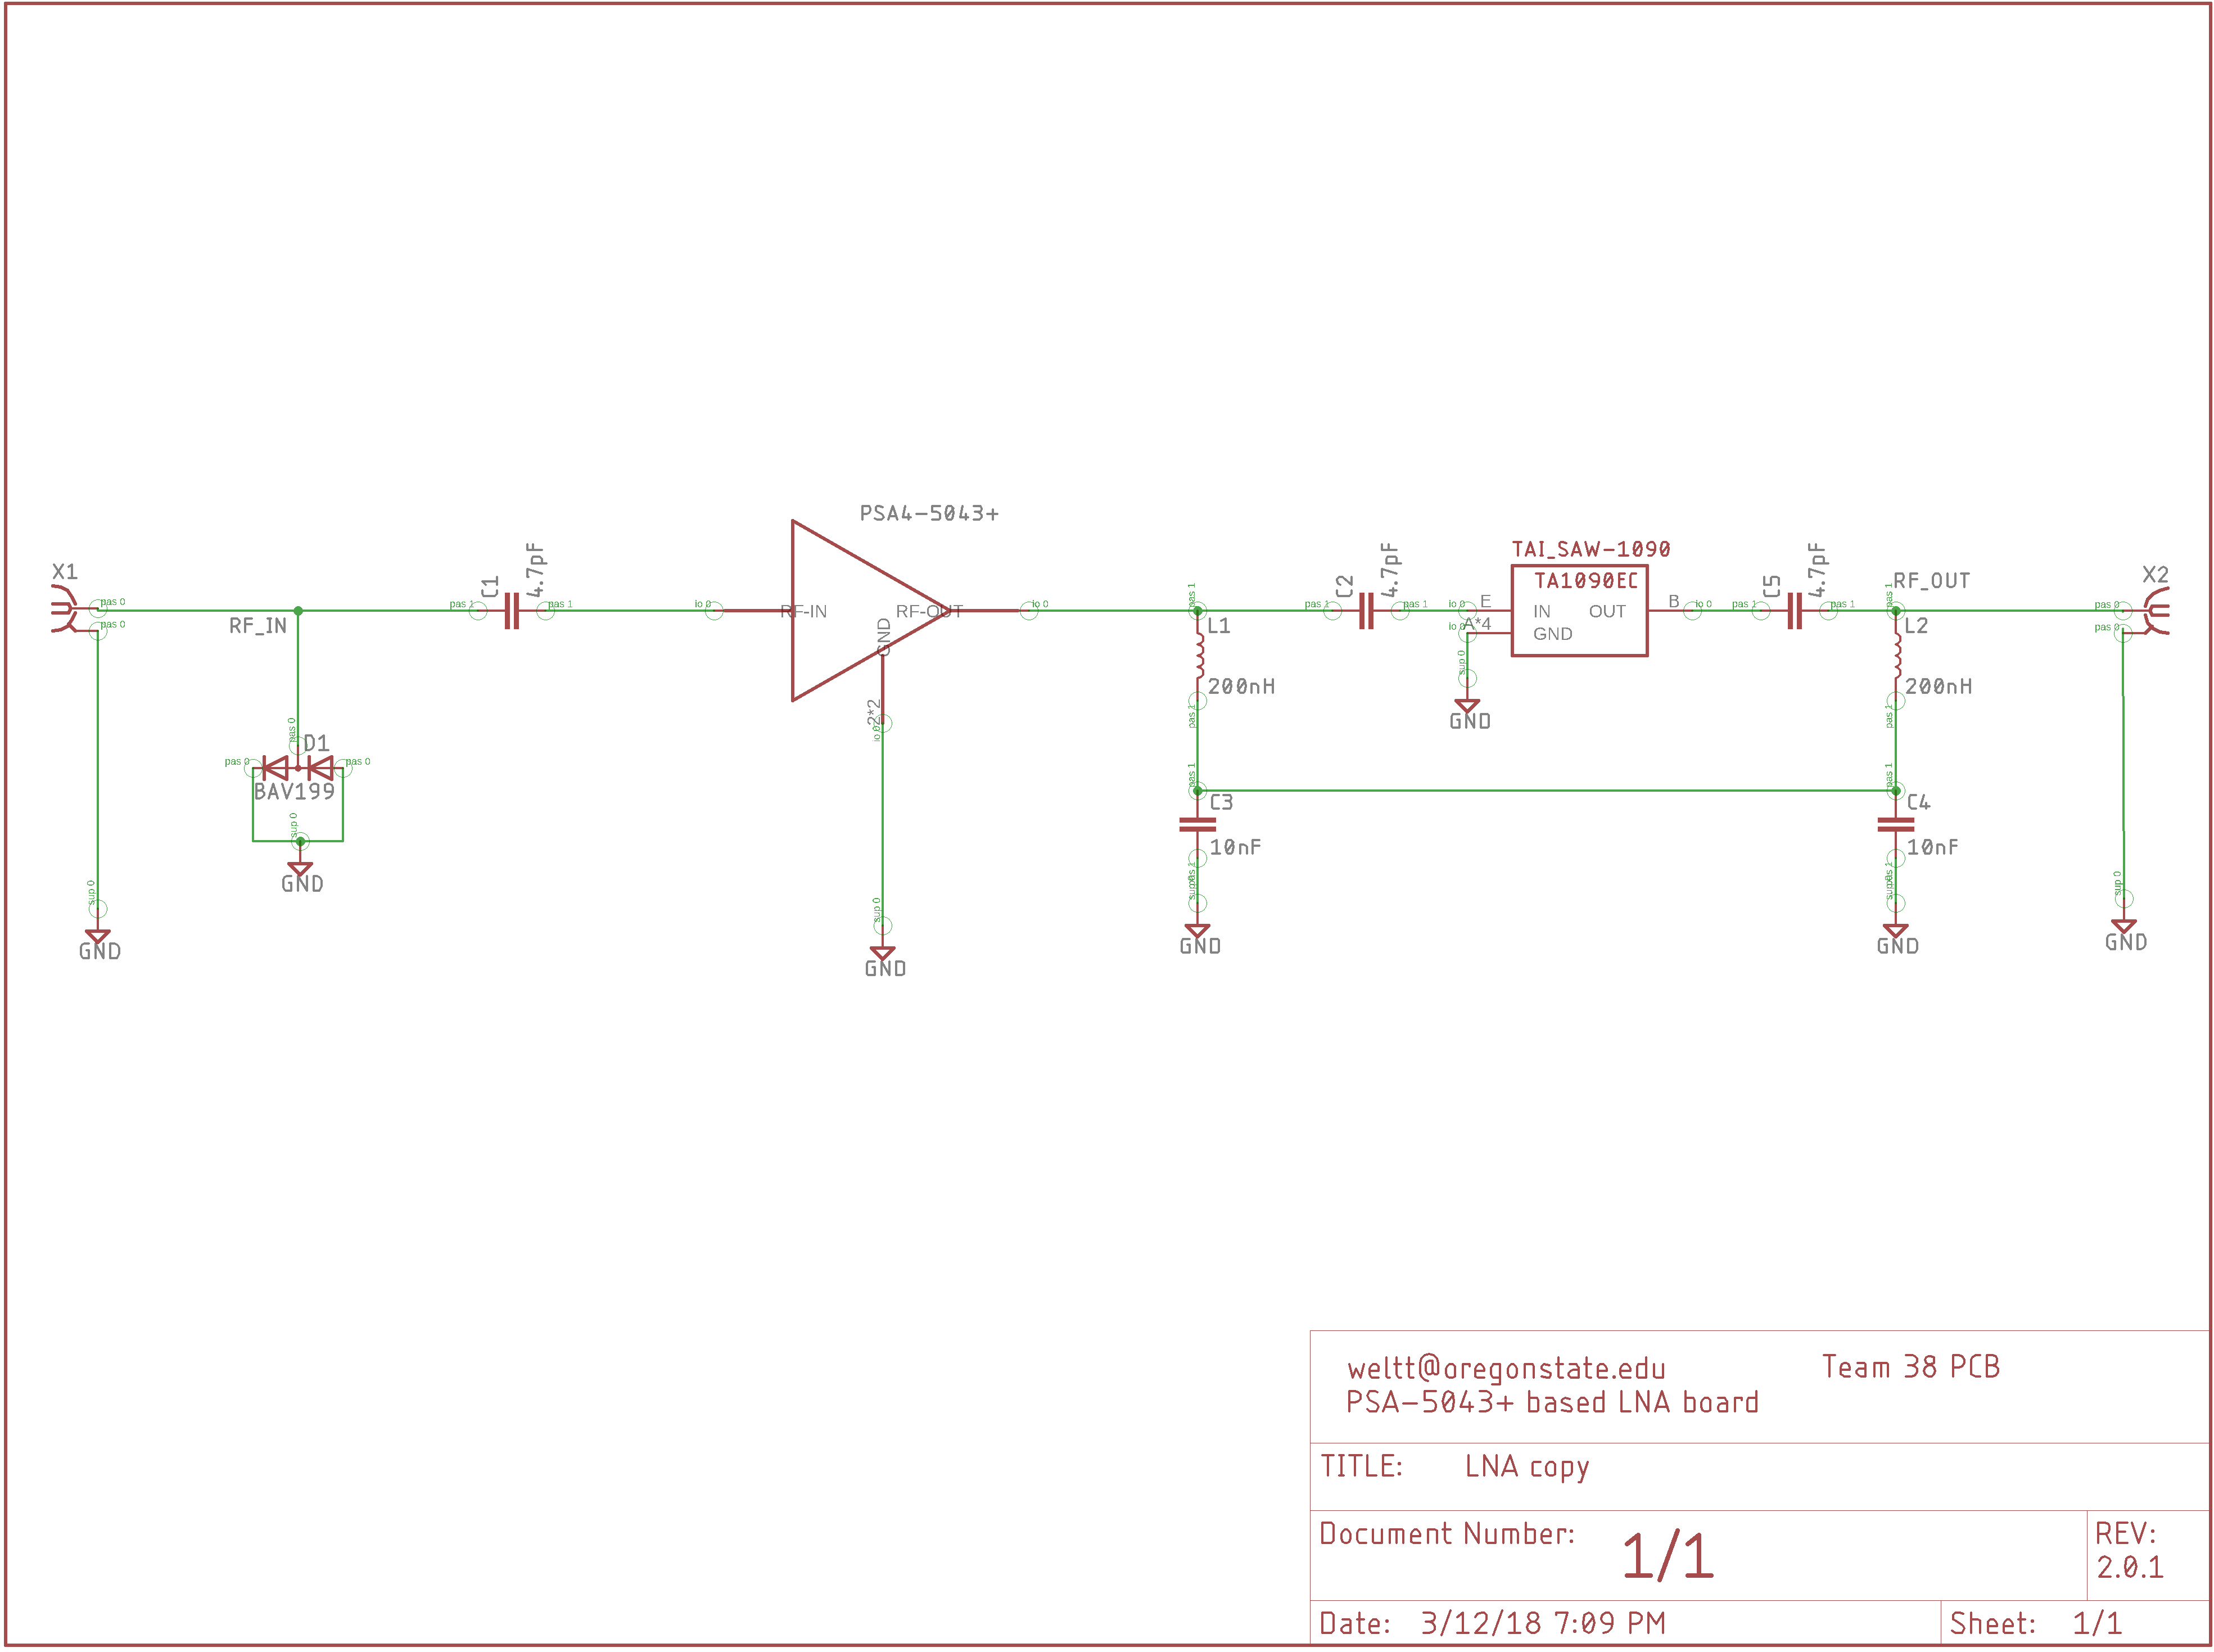 PSA4-5043+
TAI_SAW-1090
TA1090EC
X1
pas 0
pas 0
RF_IN
pas 1
C1
4.7pF
pas 1
io 0
RF-IN
RF-OUT
GND
io 0
2*2
io 0
sup 0
GND
pas 1
L1
200nH
pas 1
pas 1
C2
4.7pF
pas 1
io 0
E
io 0
A*4
IN
OUT
GND
sup 0
GND
B
io 0
pas 1
C5
4.7pF
pas 1
pas 1
RF_OUT
L2
200nH
pas 1
X2
pas 0
pas 0
pas 0
D1
pas 0
pas 0
BAV199
sup 0
GND
sup 0
GND
pas 1
C3
10nF
pas 1
sup 0
GND
pas 1
C4
10nF
pas 1
sup 0
GND
sup 0
GND
weltt@oregonstate.edu Team 38 PCB
PSA-5043+ based LNA board
TITLE: LNA copy
Document Number: 1/1
REV:
2.0.1
Date: 3/12/18 7:09 PM
Sheet: 1/1